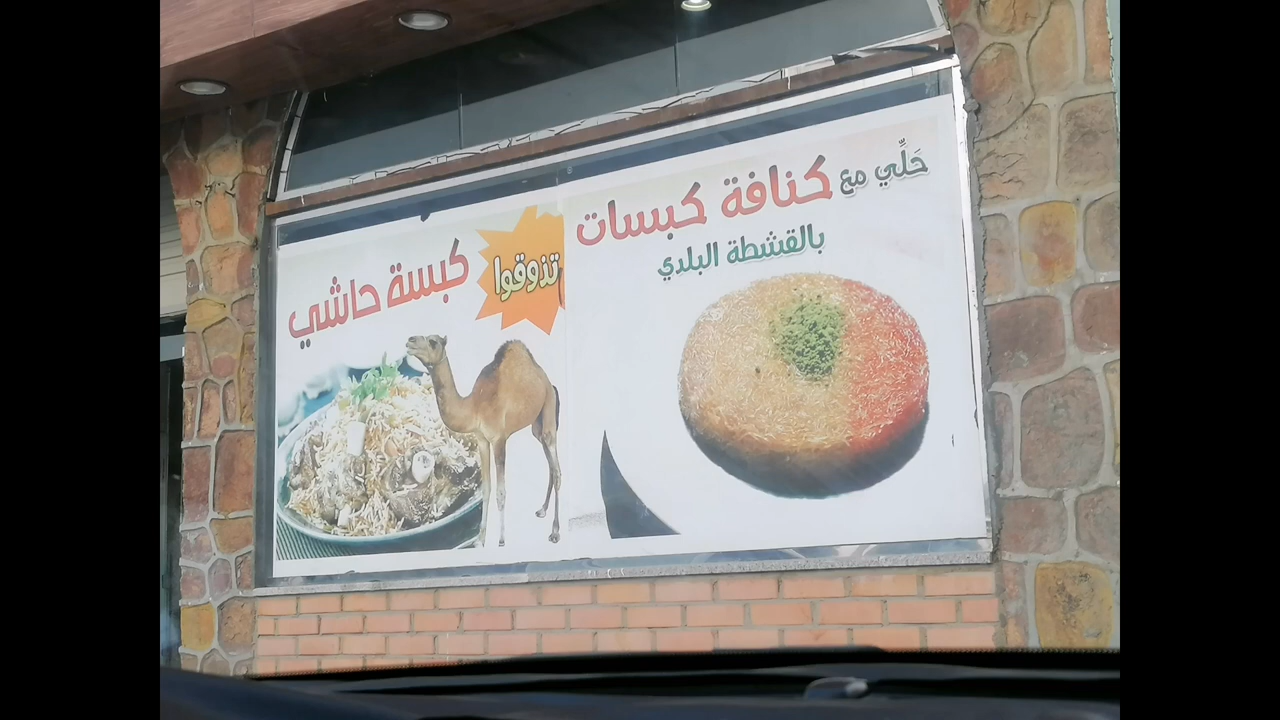 حَلِّي مع كنافة كبسات
بالقشطة البلدي
تذوقوا
كبسة حاشي